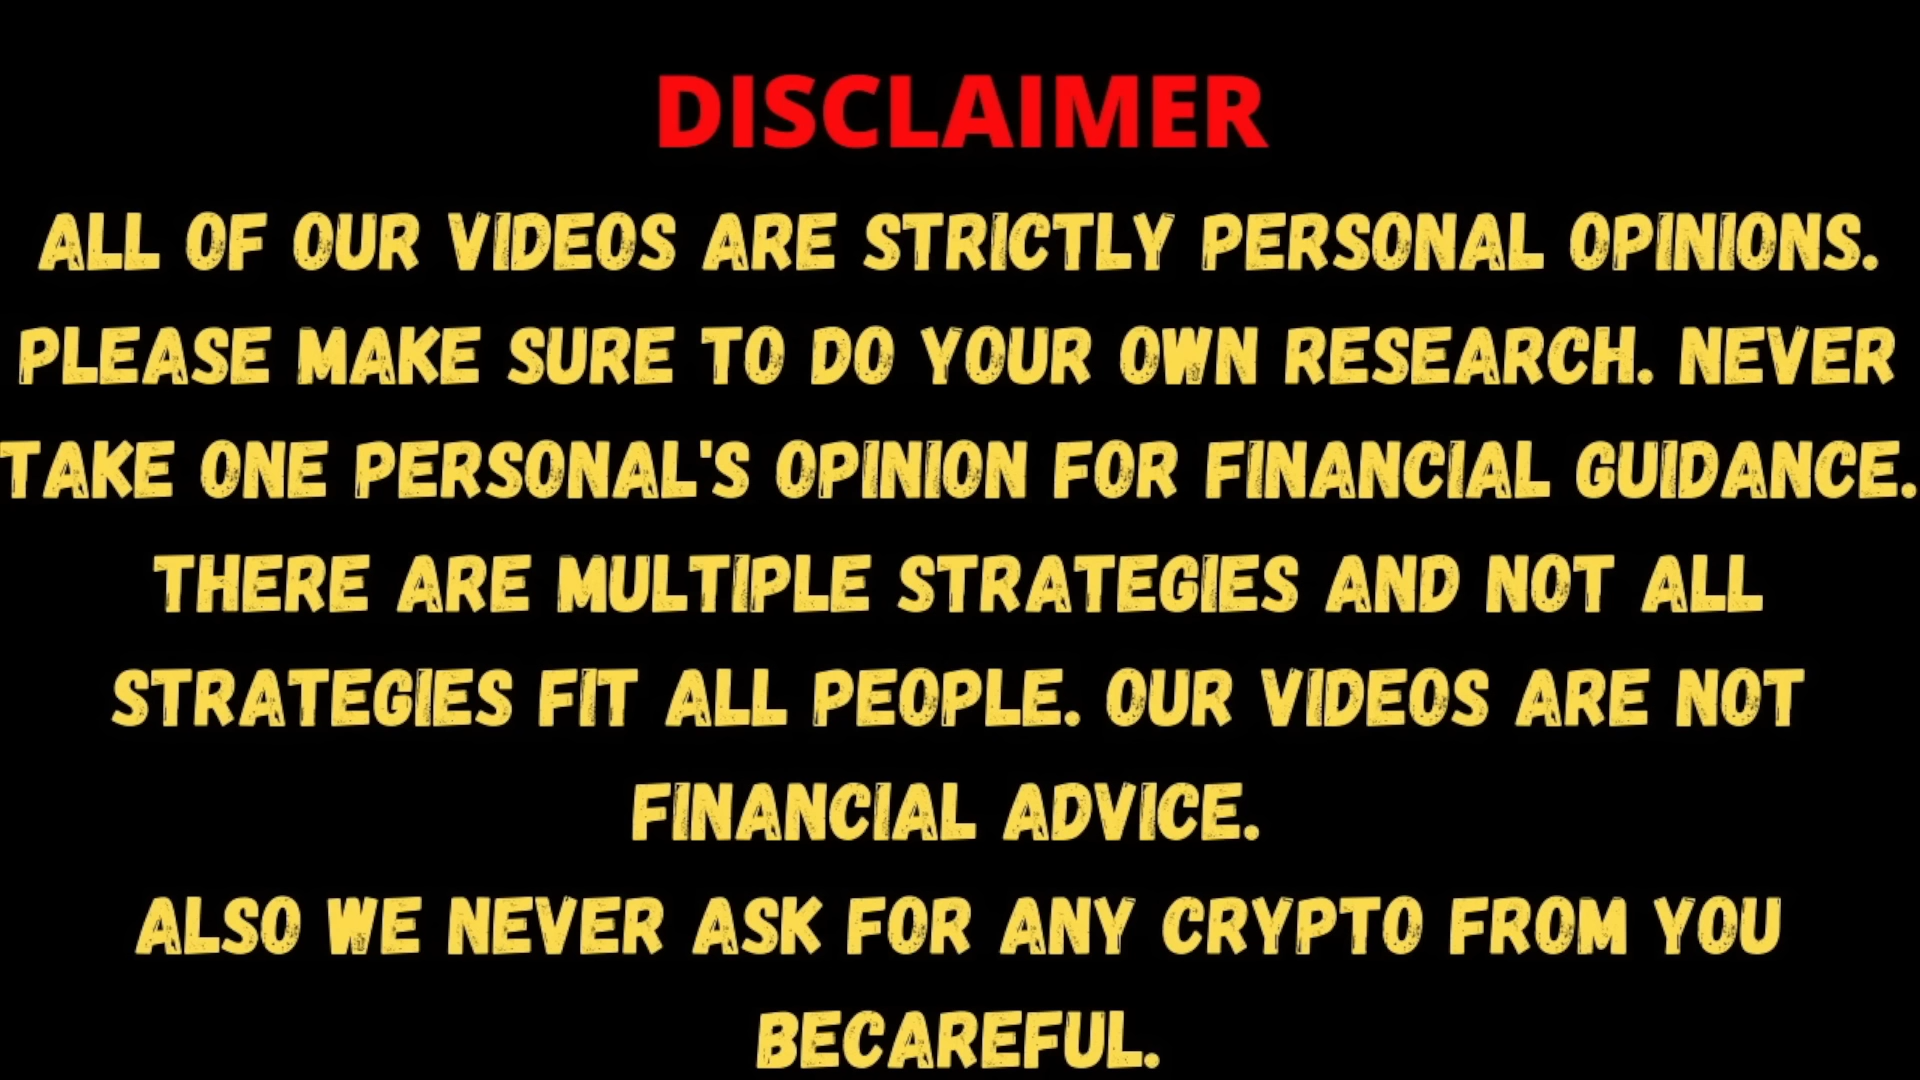 DISCLAIMER
ALL OF OUR VIDEOS ARE STRICTLY PERSONAL OPINIONS.
PLEASE MAKE SURE TO DO YOUR OWN RESEARCH. NEVER
TAKE ONE PERSONAL'S OPINION FOR FINANCIAL GUIDANCE.
THERE ARE MULTIPLE STRATEGIES AND NOT ALL
STRATEGIES FIT ALL PEOPLE. OUR VIDEOS ARE NOT
FINANCIAL ADVICE.
ALSO WE NEVER ASK FOR ANY CRYPTO FROM YOU
BECAREFUL.